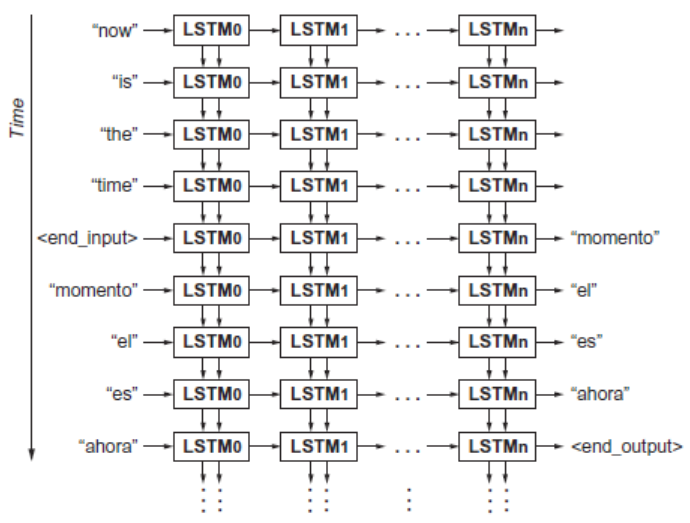 Time
“now” LSTM0 LSTM1 . . . LSTMn
“is” LSTM0 LSTM1 . . . LSTMn
“the” LSTM0 LSTM1 . . . LSTMn
“time” LSTM0 LSTM1 . . . LSTMn
<end_input> LSTM0 LSTM1 . . . LSTMn “momento”
“momento” LSTM0 LSTM1 . . . LSTMn “el”
“el” LSTM0 LSTM1 . . . LSTMn “es”
“es” LSTM0 LSTM1 . . . LSTMn “ahora”
“ahora” LSTM0 LSTM1 . . . LSTMn <end_output>